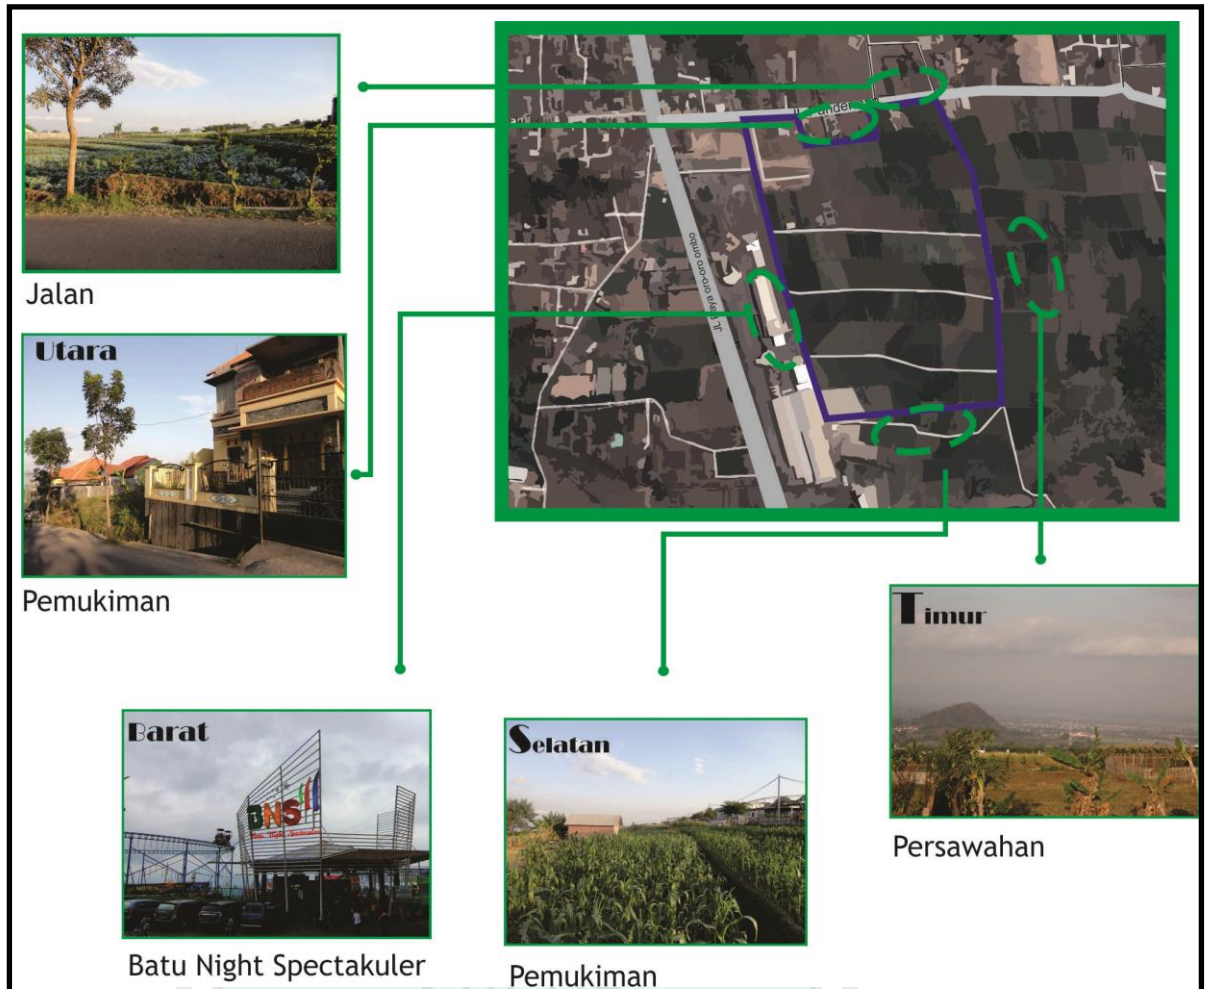 Jalan
Utara
Pemukiman
JL. Raya oro-oro ombo
Timur
Persawahan
Barat
BNS
Batu Night Spectakuler
Selatan
Pemukiman